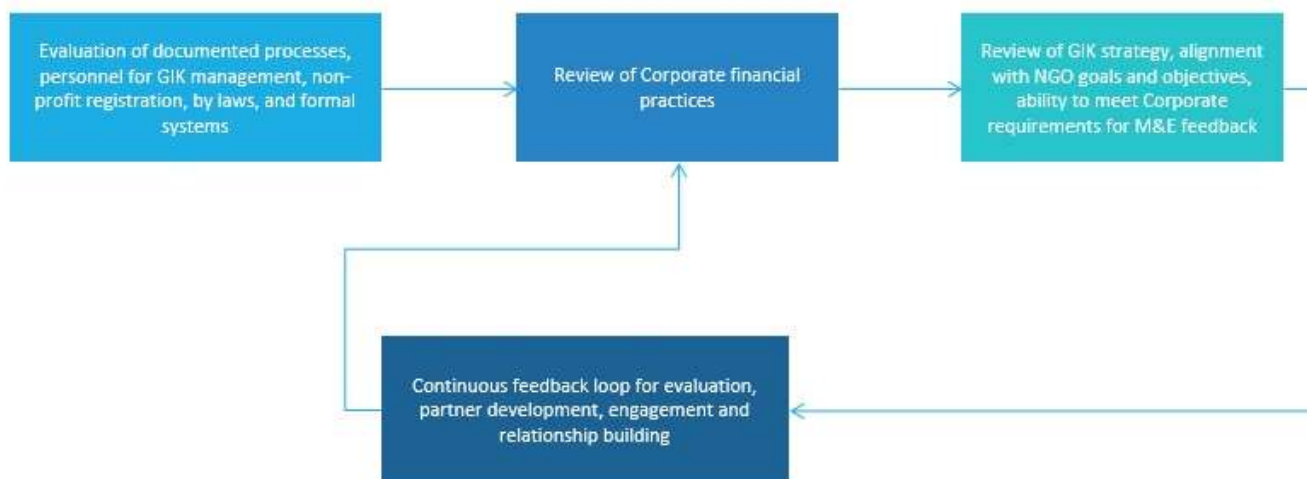 Evaluation of documented processes,
personnel for GIK management, non-
profit registration, by laws, and formal
systems
Review of Corporate financial
practices
Review of GIK strategy, alignment
with NGO goals and objectives,
ability to meet Corporate
requirements for M&E feedback
Continuous feedback loop for evaluation,
partner development, engagement and
relationship building